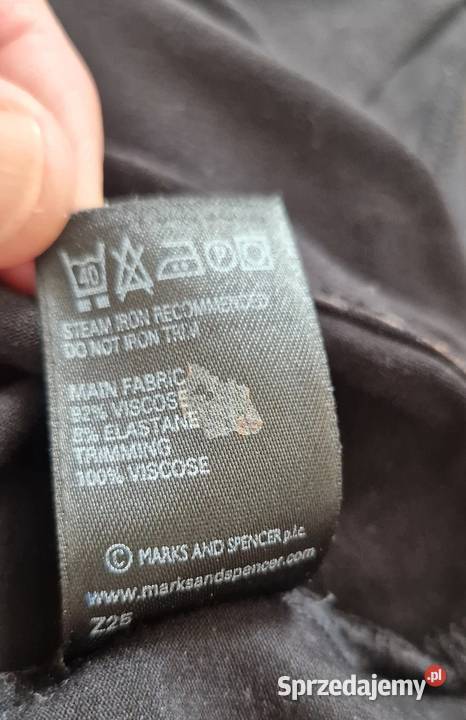 40
P
STEAM IRON RECOMMENDED
DO NOT IRON TRIM
MAIN FABRIC
92% VISCOSE
8% ELASTANE
TRIMMING
100% VISCOSE
© MARKS AND SPENCER p.l.c.
www.marksandspencer.com
Z25
Sprzedajemy.pl